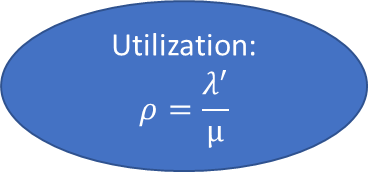 Utilization:
ρ = λ′/μ